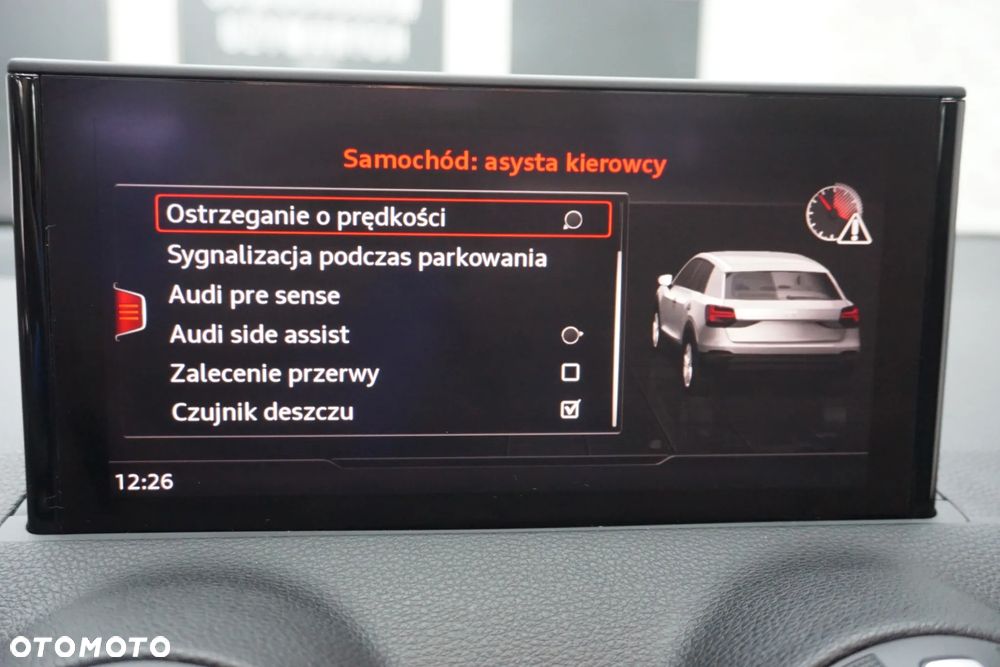 Samochód: asysta kierowcy
Ostrzeganie o prędkości
Sygnalizacja podczas parkowania
Audi pre sense
Audi side assist
Zalecenie przerwy
Czujnik deszczu
12:26
OTOMOTO